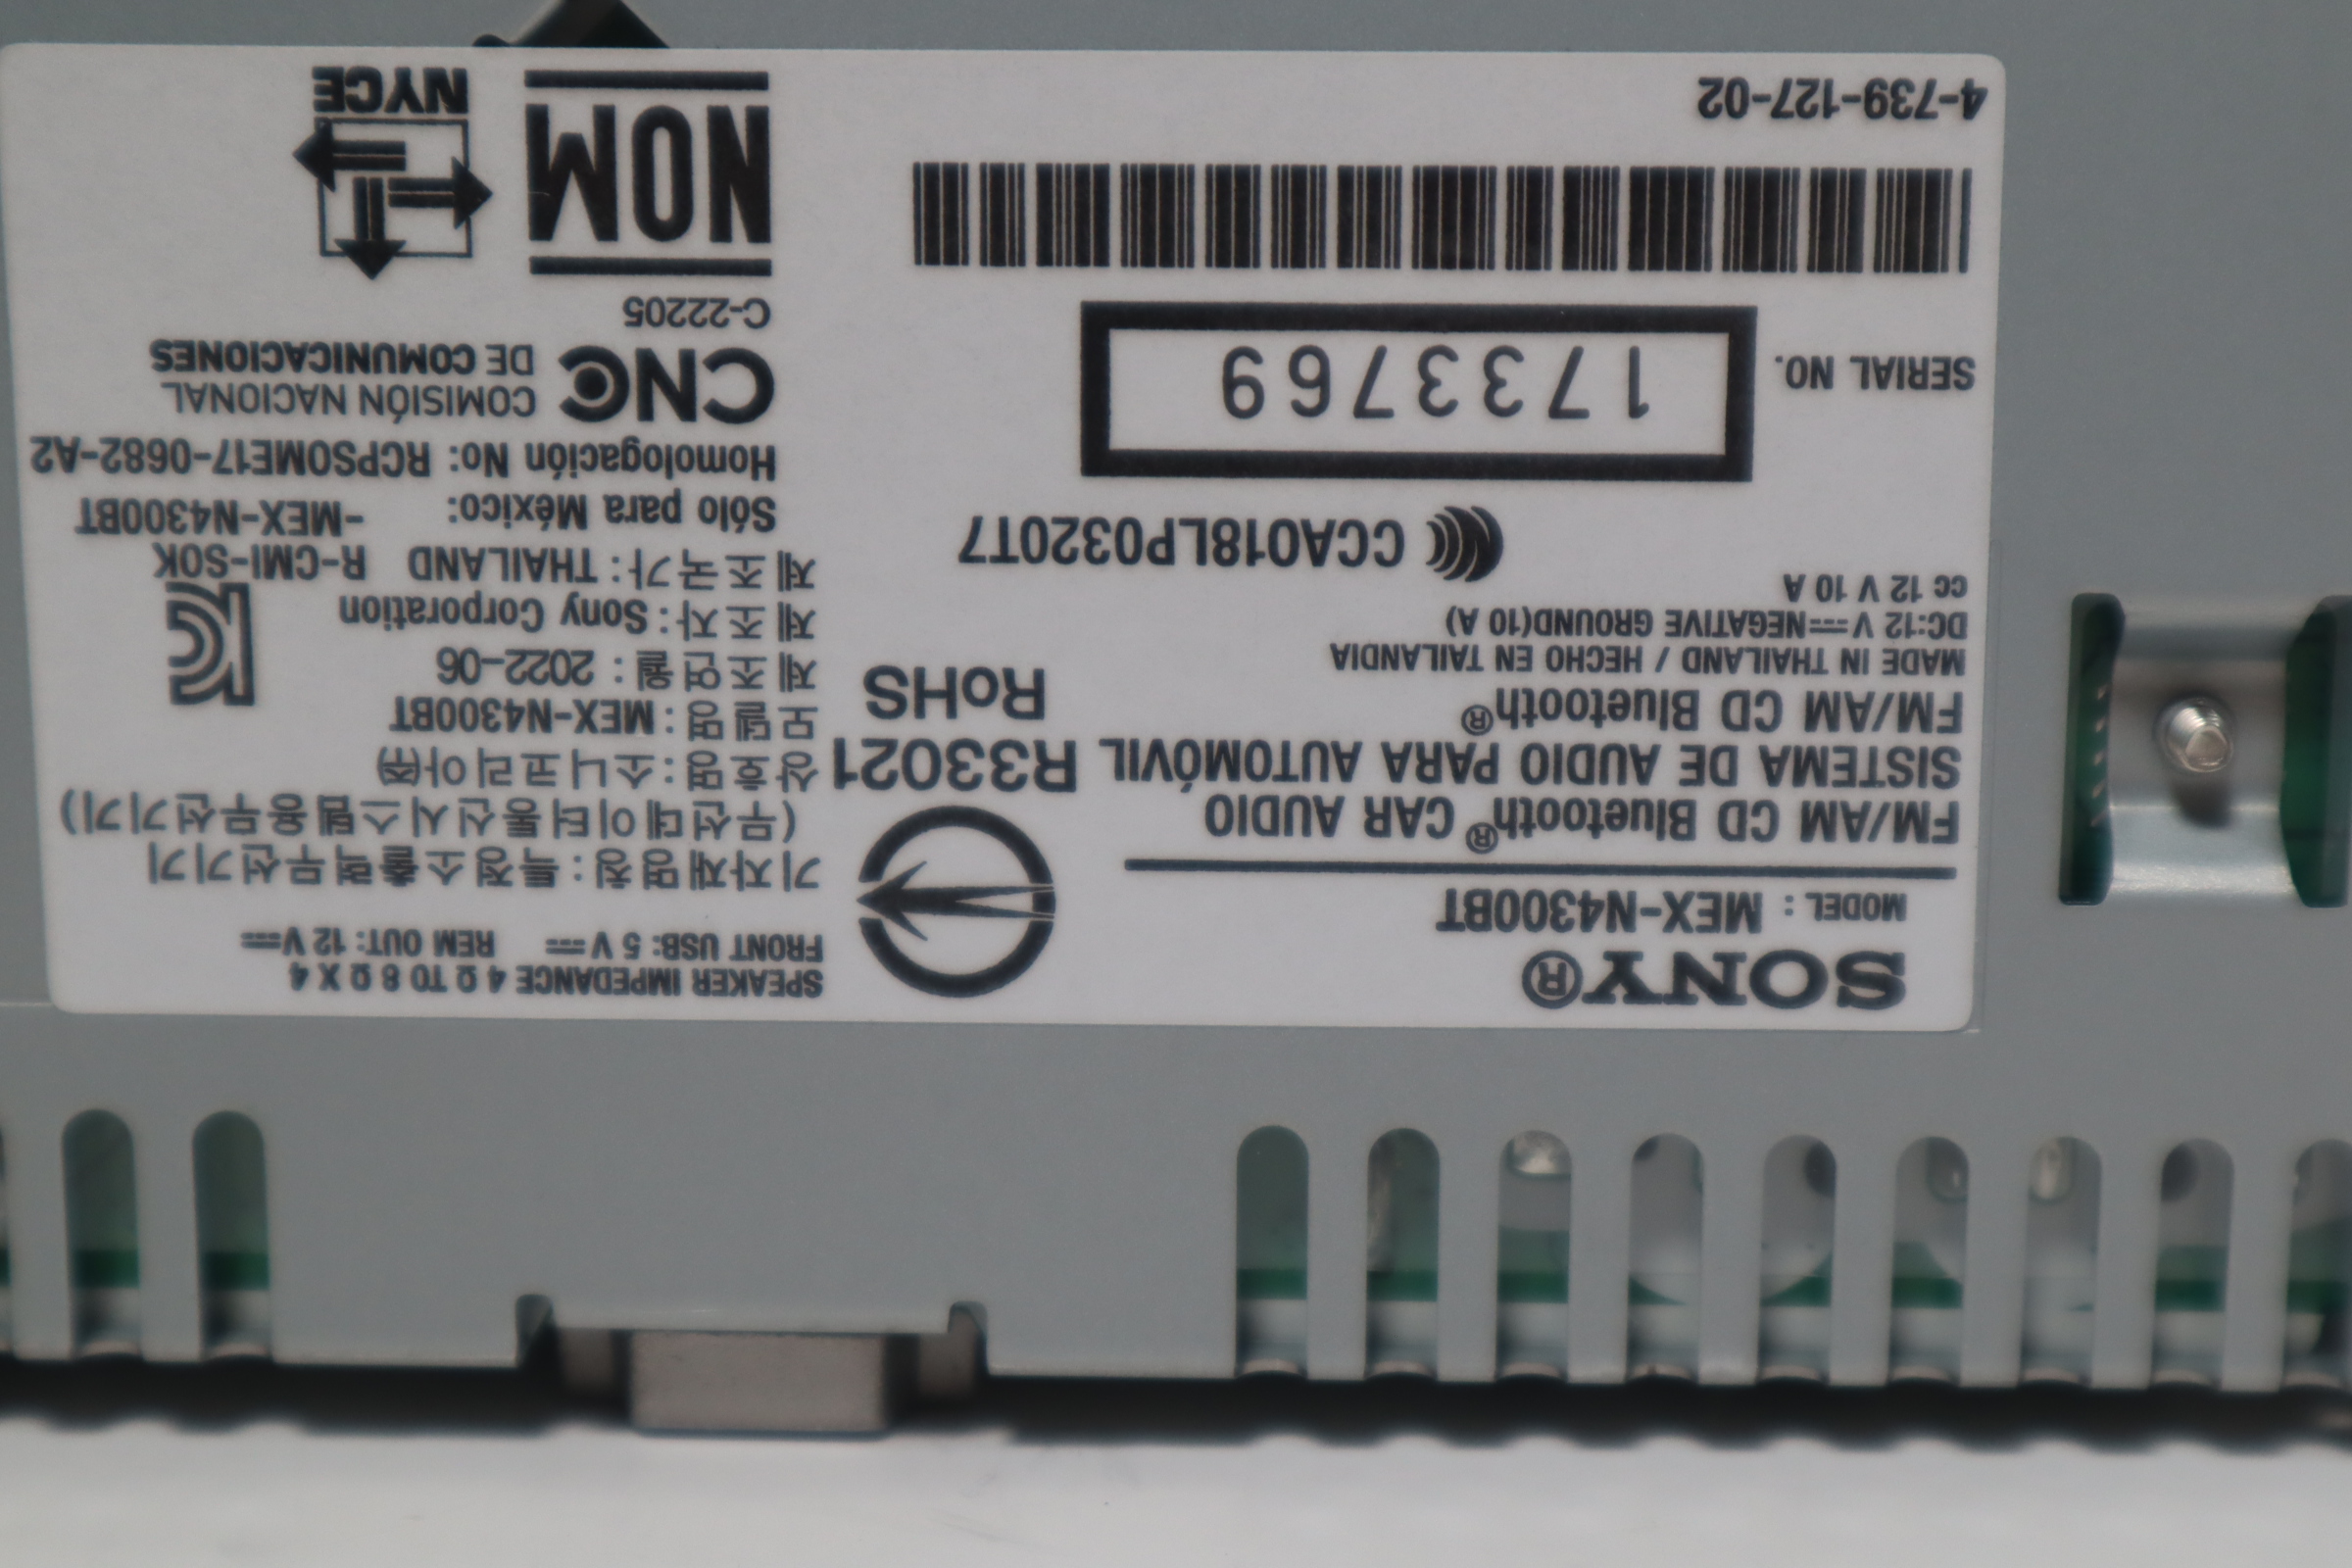 SONY®
MODEL : MEX-N4300BT
FM/AM CD Bluetooth® CAR AUDIO
SISTEMA DE AUDIO PARA AUTOMÓVIL
FM/AM CD Bluetooth®
MADE IN THAILAND / HECHO EN TAILANDIA
DC:12 V⎓NEGATIVE GROUND(10 A)
cc 12 V 10 A
R33021
RoHS
CCAO18LP0320T7
SERIAL NO.
1733769
4-739-127-02
SPEAKER IMPEDANCE 4 Ω TO 8 Ω X 4
FRONT USB: 5 V⎓ REM OUT: 12 V⎓
기자재명칭:특정소출력무선기기
(무선데이터통신시스템용무선기기)
상호명:소니코리아㈜
모델명:MEX-N4300BT
제조연월: 2022-06
제조자: Sony Corporation
제조국가: THAILAND R-CMI-SOK
-MEX-N4300BT
Sólo para México:
Homologación No: RCPSOME17-0682-A2
CNC COMISIÓN NACIONAL
DE COMUNICACIONES
C-22205
NOM
NYCE